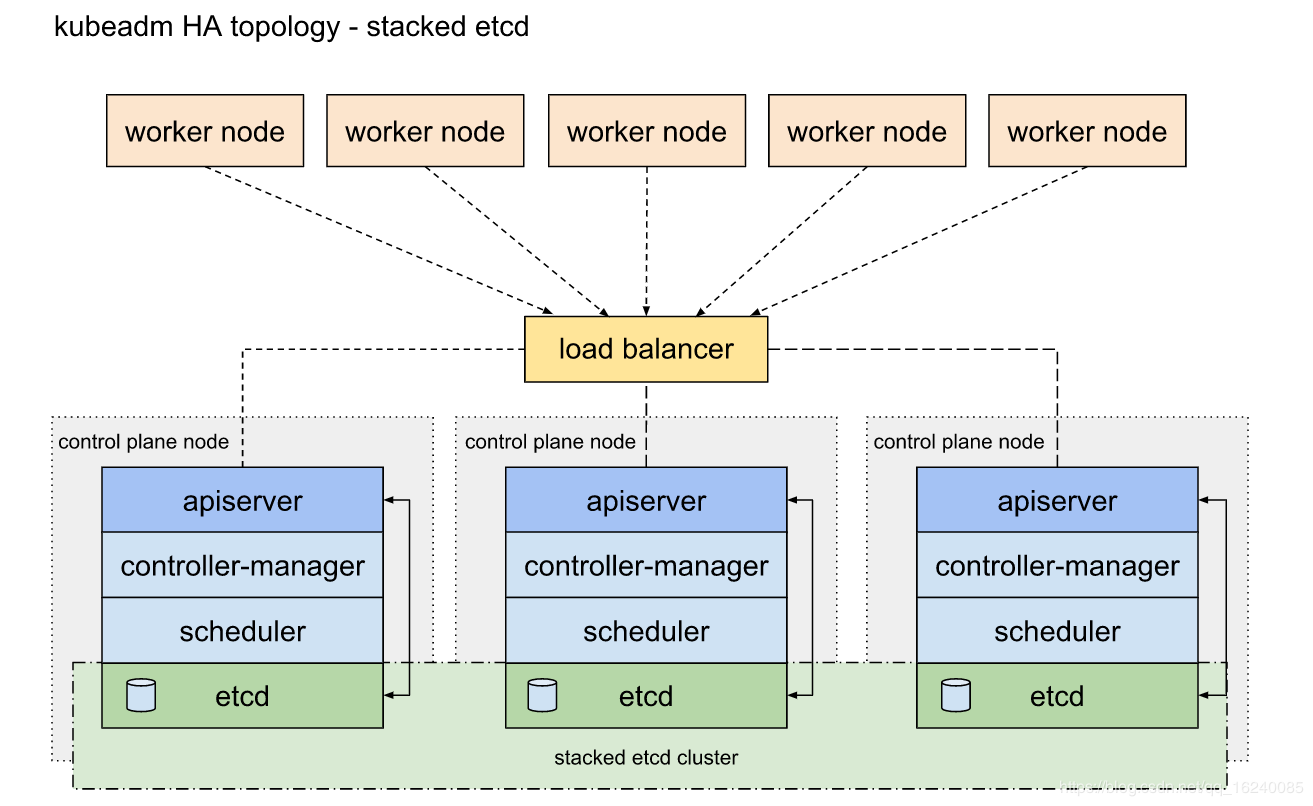 kubeadm HA topology - stacked etcd
worker node
worker node
worker node
worker node
worker node
load balancer
control plane node
control plane node
control plane node
apiserver
apiserver
apiserver
controller-manager
controller-manager
controller-manager
scheduler
scheduler
scheduler
etcd
etcd
etcd
stacked etcd cluster
https://blog.csdn.net/qq_16240085